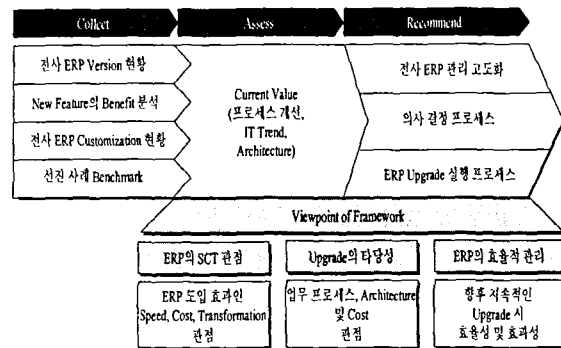 Collect
Assess
Recommend
전사 ERP Version 현황
New Feature의 Benefit 분석
전사 ERP Customization 현황
선진 사례 Benchmark
Current Value
(프로세스 개선,
IT Trend,
Architecture)
전사 ERP 관리 고도화
의사 결정 프로세스
ERP Upgrade 실행 프로세스
Viewpoint of Framework
ERP의 SCT 관점
Upgrade의 타당성
ERP의 효율적 관리
ERP 도입 효과인
Speed, Cost, Transformation
관점
업무 프로세스, Architecture
및 Cost
관점
향후 지속적인
Upgrade 시
효율성 및 효과성